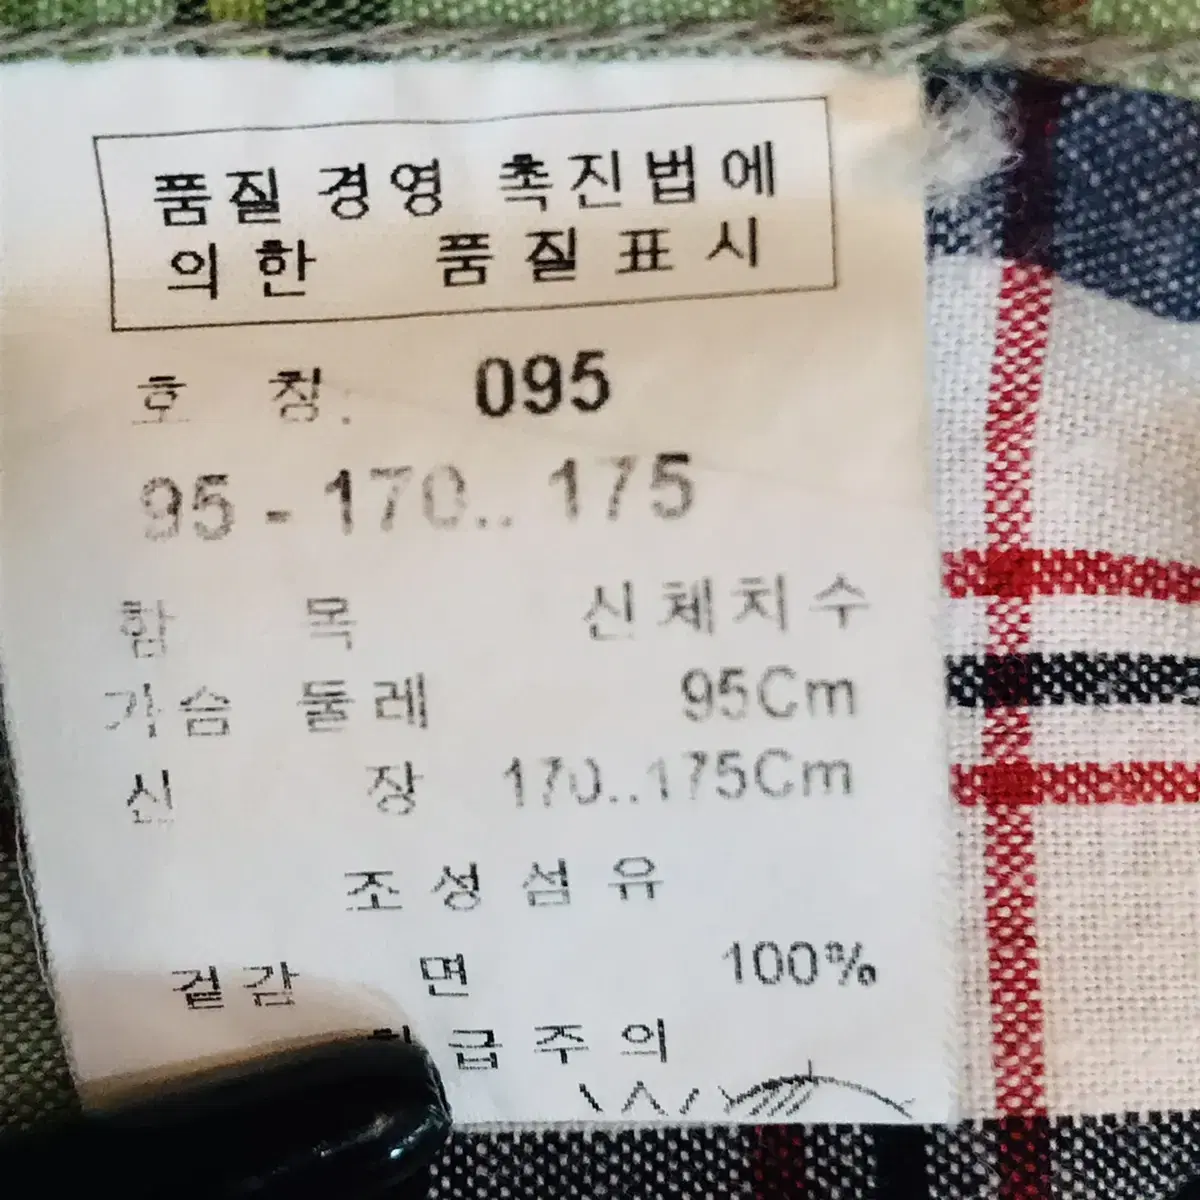 품질 경영 촉진법에
의한 품질 표시
호 칭. 095
95 - 170.. 175
함 목 신체치수
가슴 둘레 95Cm
신 장 170..175Cm
조성섬유
겉감 면 100%
급주의